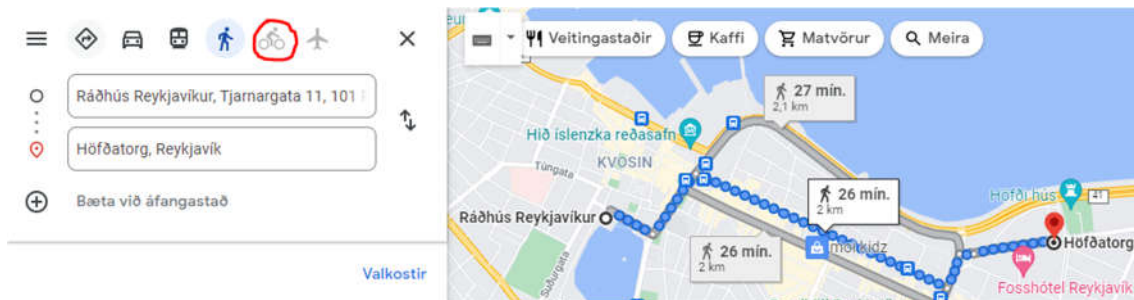 Ráðhús Reykjavíkur, Tjarnargata 11, 101
Höfðatorg, Reykjavík
Bæta við áfangastað
Valkostir
Veitingastaðir
Kaffi
Matvörur
Meira
27 mín.
2,1 km
Hið íslenzka reðasafn
KVOSIN
Túngata
26 mín.
2 km
Höfði hús
41
Ráðhús Reykjavíkur
Höfðatorg
26 mín.
2 km
Suðurgata
Fosshótel Reykjavík